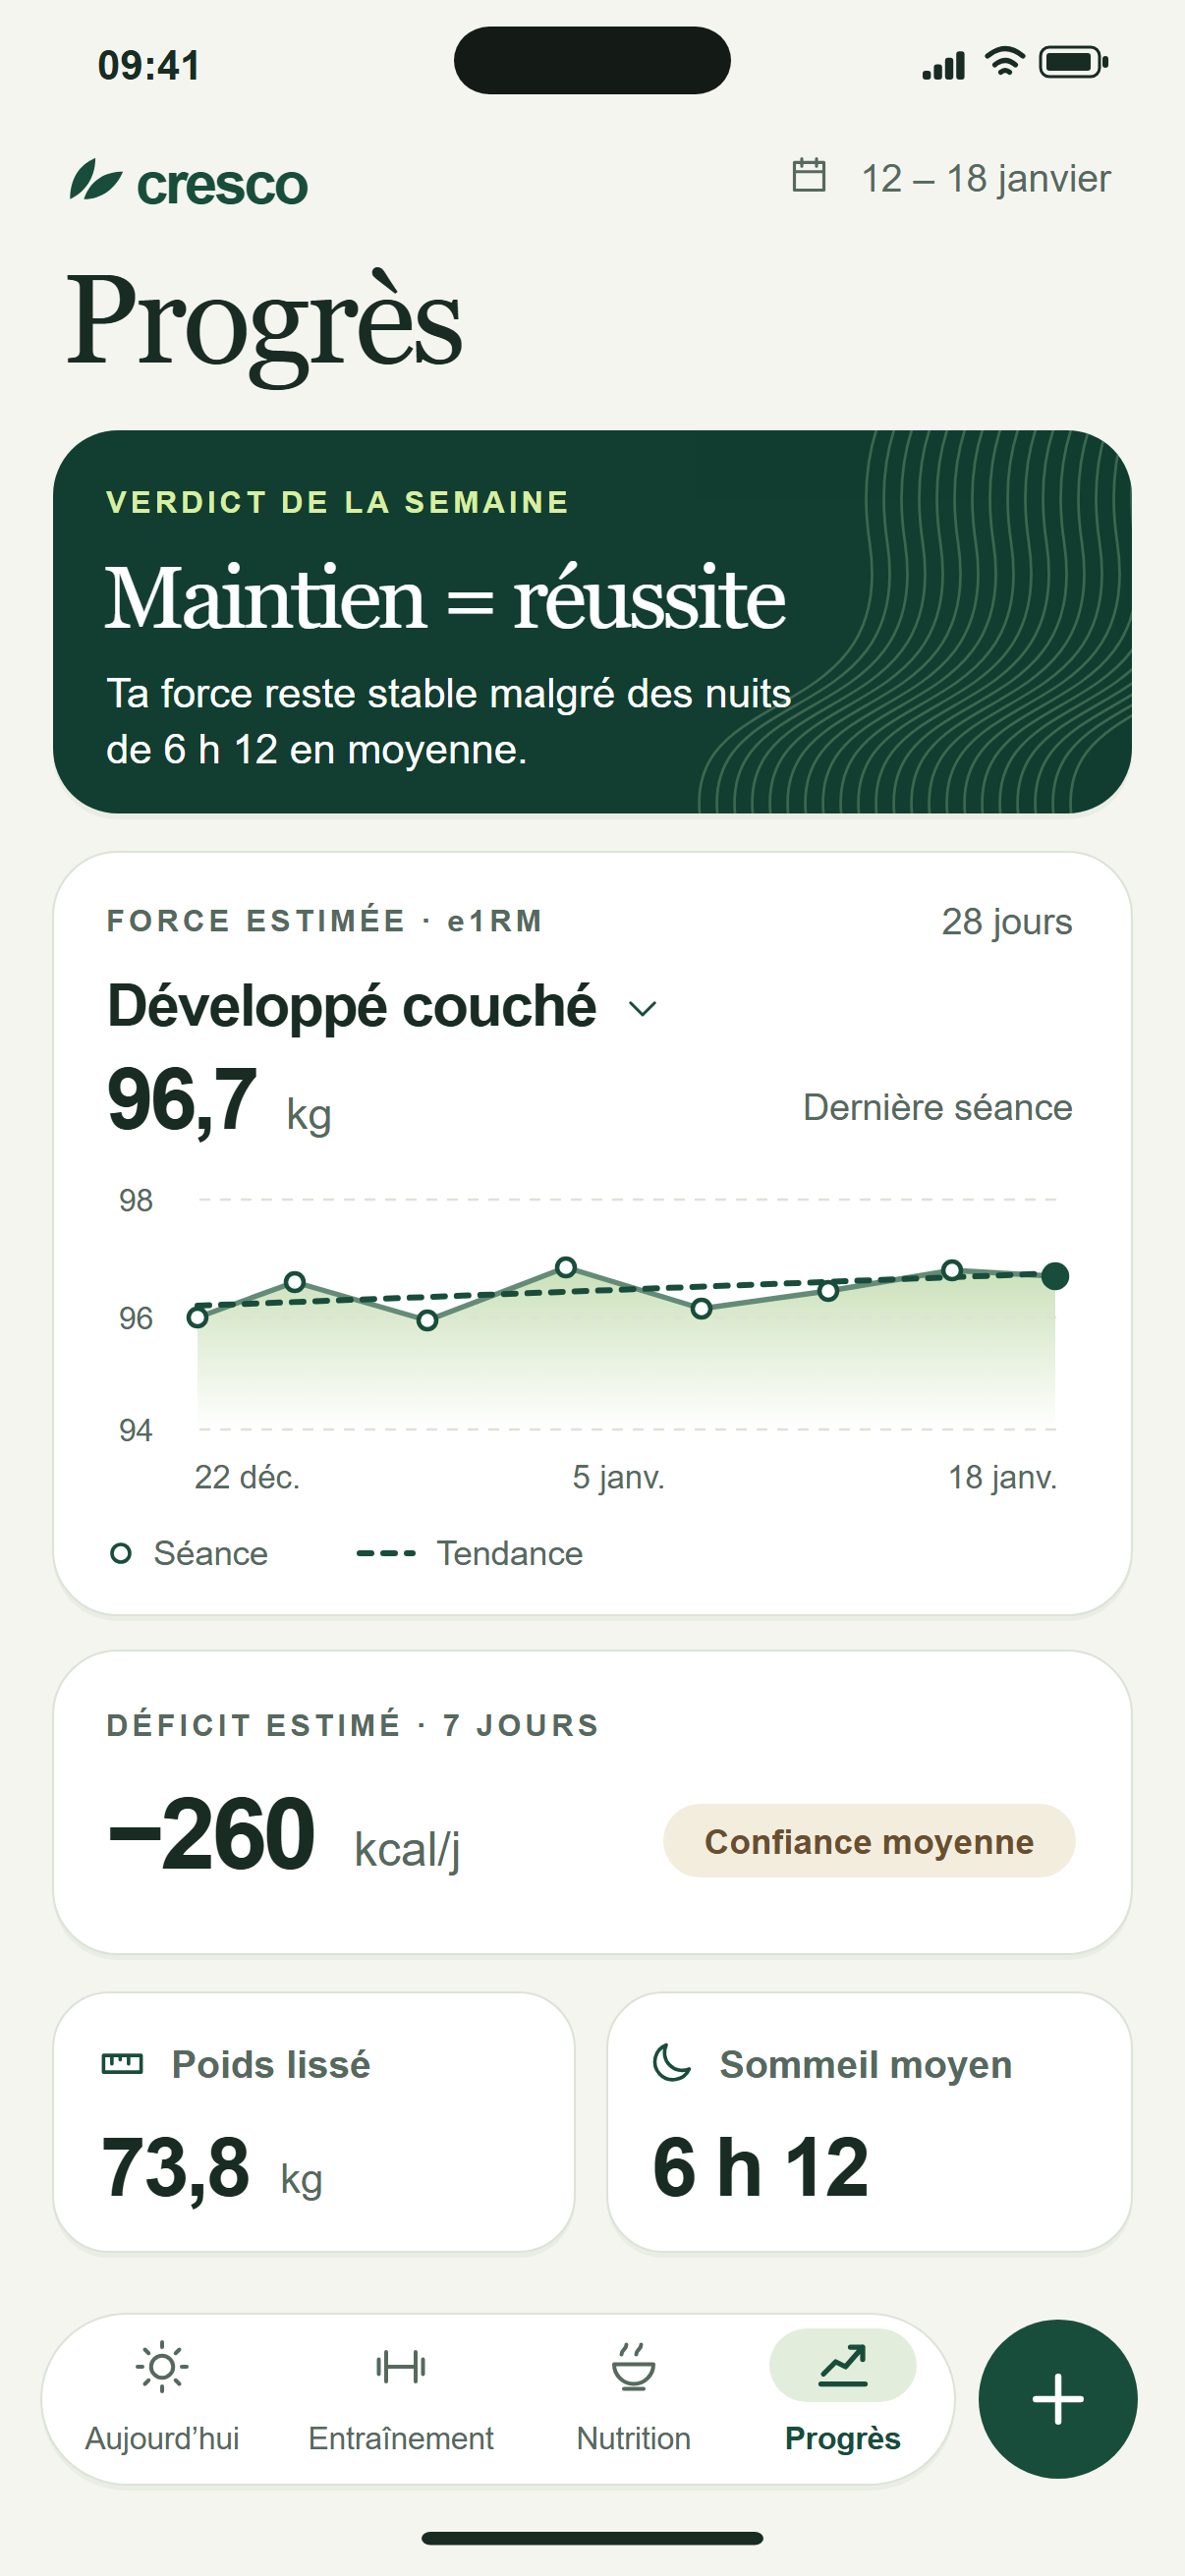 09:41
cresco
12 – 18 janvier
Progrès
VERDICT DE LA SEMAINE
Maintien = réussite
Ta force reste stable malgré des nuits
de 6 h 12 en moyenne.
FORCE ESTIMÉE · e1RM
28 jours
Développé couché
96,7 kg
Dernière séance
98
96
94
22 déc.
5 janv.
18 janv.
Séance
Tendance
DÉFICIT ESTIMÉ · 7 JOURS
−260 kcal/j
Confiance moyenne
Poids lissé
73,8 kg
Sommeil moyen
6 h 12
Aujourd’hui
Entraînement
Nutrition
Progrès